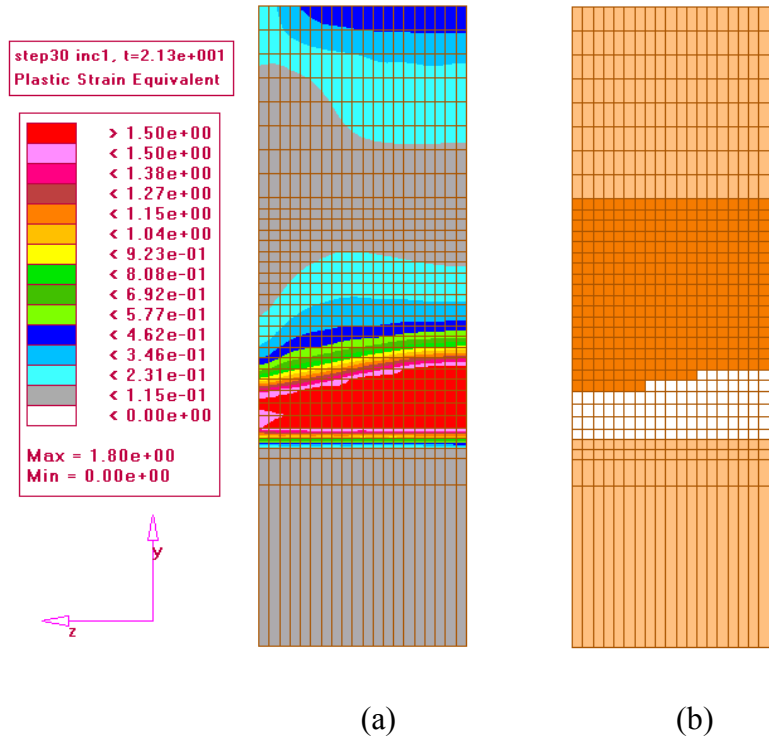 step30 inc1, t=2.13e+001
Plastic Strain Equivalent
> 1.50e+00
< 1.50e+00
< 1.38e+00
< 1.27e+00
< 1.15e+00
< 1.04e+00
< 9.23e-01
< 8.08e-01
< 6.92e-01
< 5.77e-01
< 4.62e-01
< 3.46e-01
< 2.31e-01
< 1.15e-01
< 0.00e+00
Max = 1.80e+00
Min = 0.00e+00
y
z
(a)
(b)